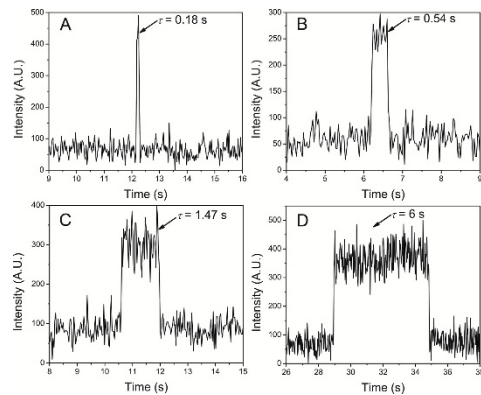 A
τ = 0.18 s
500
400
300
200
100
0
Intensity (A.U.)
9 10 11 12 13 14 15 16
Time (s)
B
τ = 0.54 s
300
250
200
150
100
50
0
Intensity (A.U.)
4 5 6 7 8 9
Time (s)
C
τ = 1.47 s
400
300
200
100
0
Intensity (A.U.)
8 9 10 11 12 13 14 15
Time (s)
D
τ = 6 s
500
400
300
200
100
0
Intensity (A.U.)
26 28 30 32 34 36 38
Time (s)